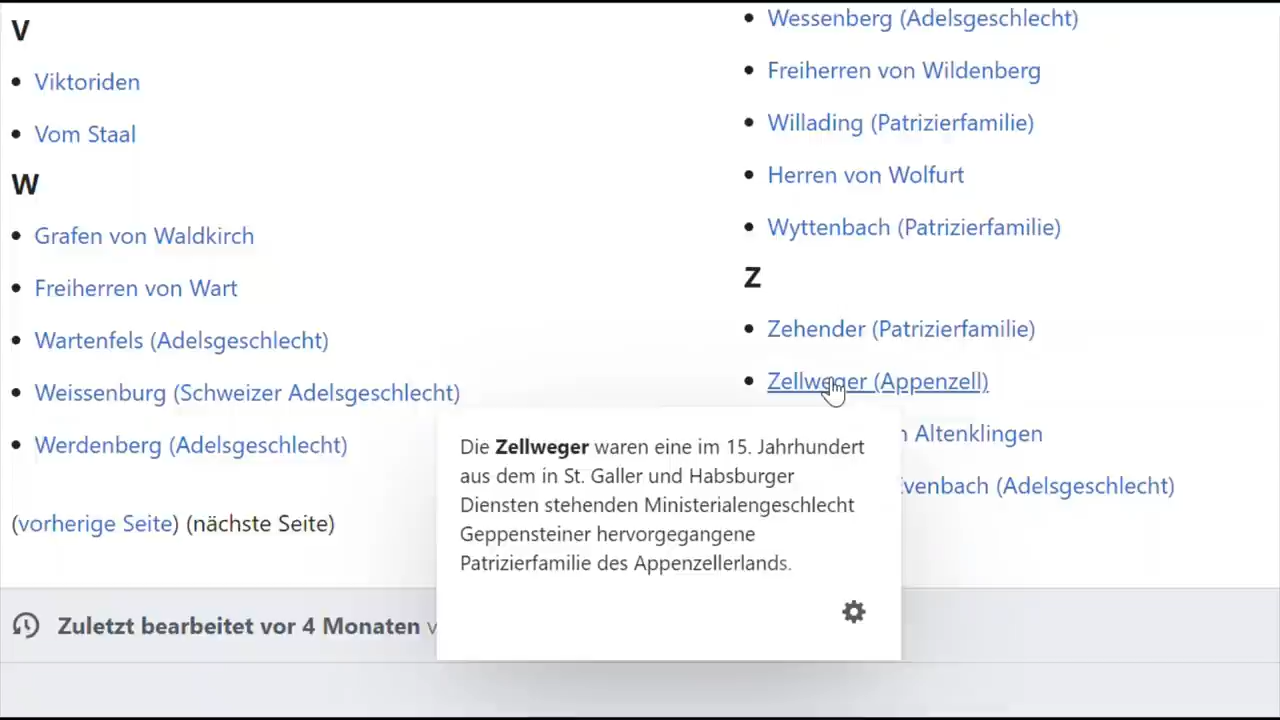 V
Viktoriden
Vom Staal
W
Grafen von Waldkirch
Freiherren von Wart
Wartenfels (Adelsgeschlecht)
Weissenburg (Schweizer Adelsgeschlecht)
Werdenberg (Adelsgeschlecht)
Wessenberg (Adelsgeschlecht)
Freiherren von Wildenberg
Willading (Patrizierfamilie)
Herren von Wolfurt
Wyttenbach (Patrizierfamilie)
Z
Zehender (Patrizierfamilie)
Zellweger (Appenzell)
Altenklingen
(Adelsgeschlecht)
Die Zellweger waren eine im 15. Jahrhundert
aus dem in St. Galler und Habsburger
Diensten stehenden Ministerialengeschlecht
Geppensteiner hervorgegangene
Patrizierfamilie des Appenzellerlands.
(vorherige Seite) (nächste Seite)
Zuletzt bearbeitet vor 4 Monaten